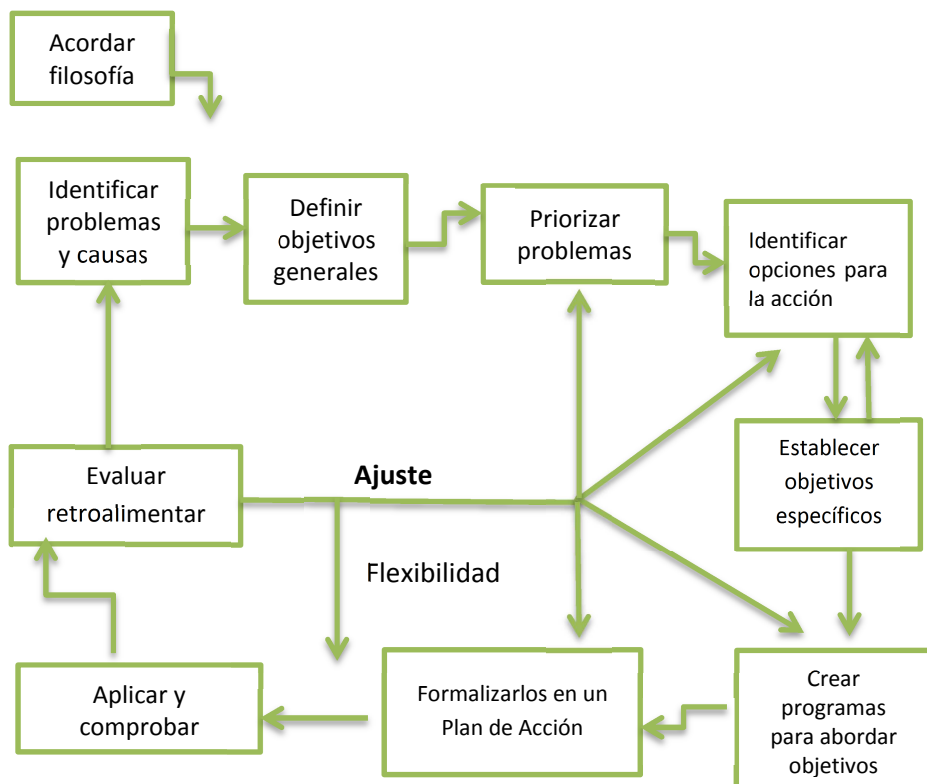 Acordar
filosofía
Identificar
problemas
y causas
Definir
objetivos
generales
Priorizar
problemas
Identificar
opciones para
la acción
Evaluar
retroalimentar
Ajuste
Establecer
objetivos
específicos
Flexibilidad
Aplicar y
comprobar
Formalizarlos en un
Plan de Acción
Crear
programas
para abordar
objetivos